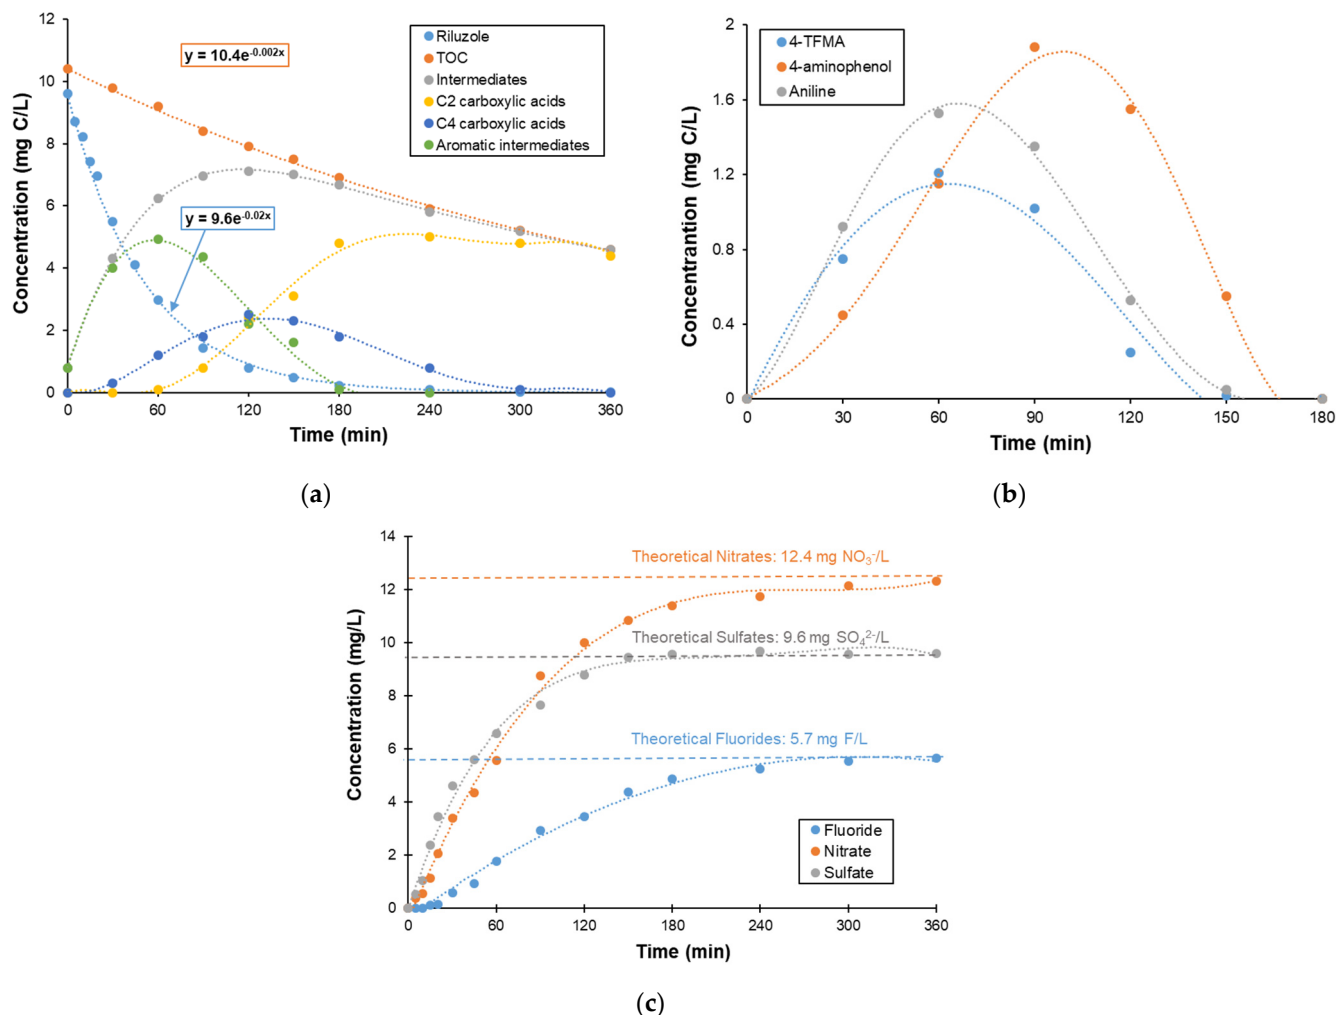 12
10
8
6
4
2
0
Concentration (mg C/L)
y = 10.4e-0.002x
y = 9.6e-0.02x
Riluzole
TOC
Intermediates
C2 carboxylic acids
C4 carboxylic acids
Aromatic intermediates
0 60 120 180 240 300 360
Time (min)
(a)
2
1.6
1.2
0.8
0.4
0
Concentrantion (mg C/L)
4-TFMA
4-aminophenol
Aniline
0 30 60 90 120 150 180
Time (min)
(b)
14
12
10
8
6
4
2
0
Concentration (mg/L)
Theoretical Nitrates: 12.4 mg NO3-/L
Theoretical Sulfates: 9.6 mg SO42-/L
Theoretical Fluorides: 5.7 mg F/L
Fluoride
Nitrate
Sulfate
0 60 120 180 240 300 360
Time (min)
(c)